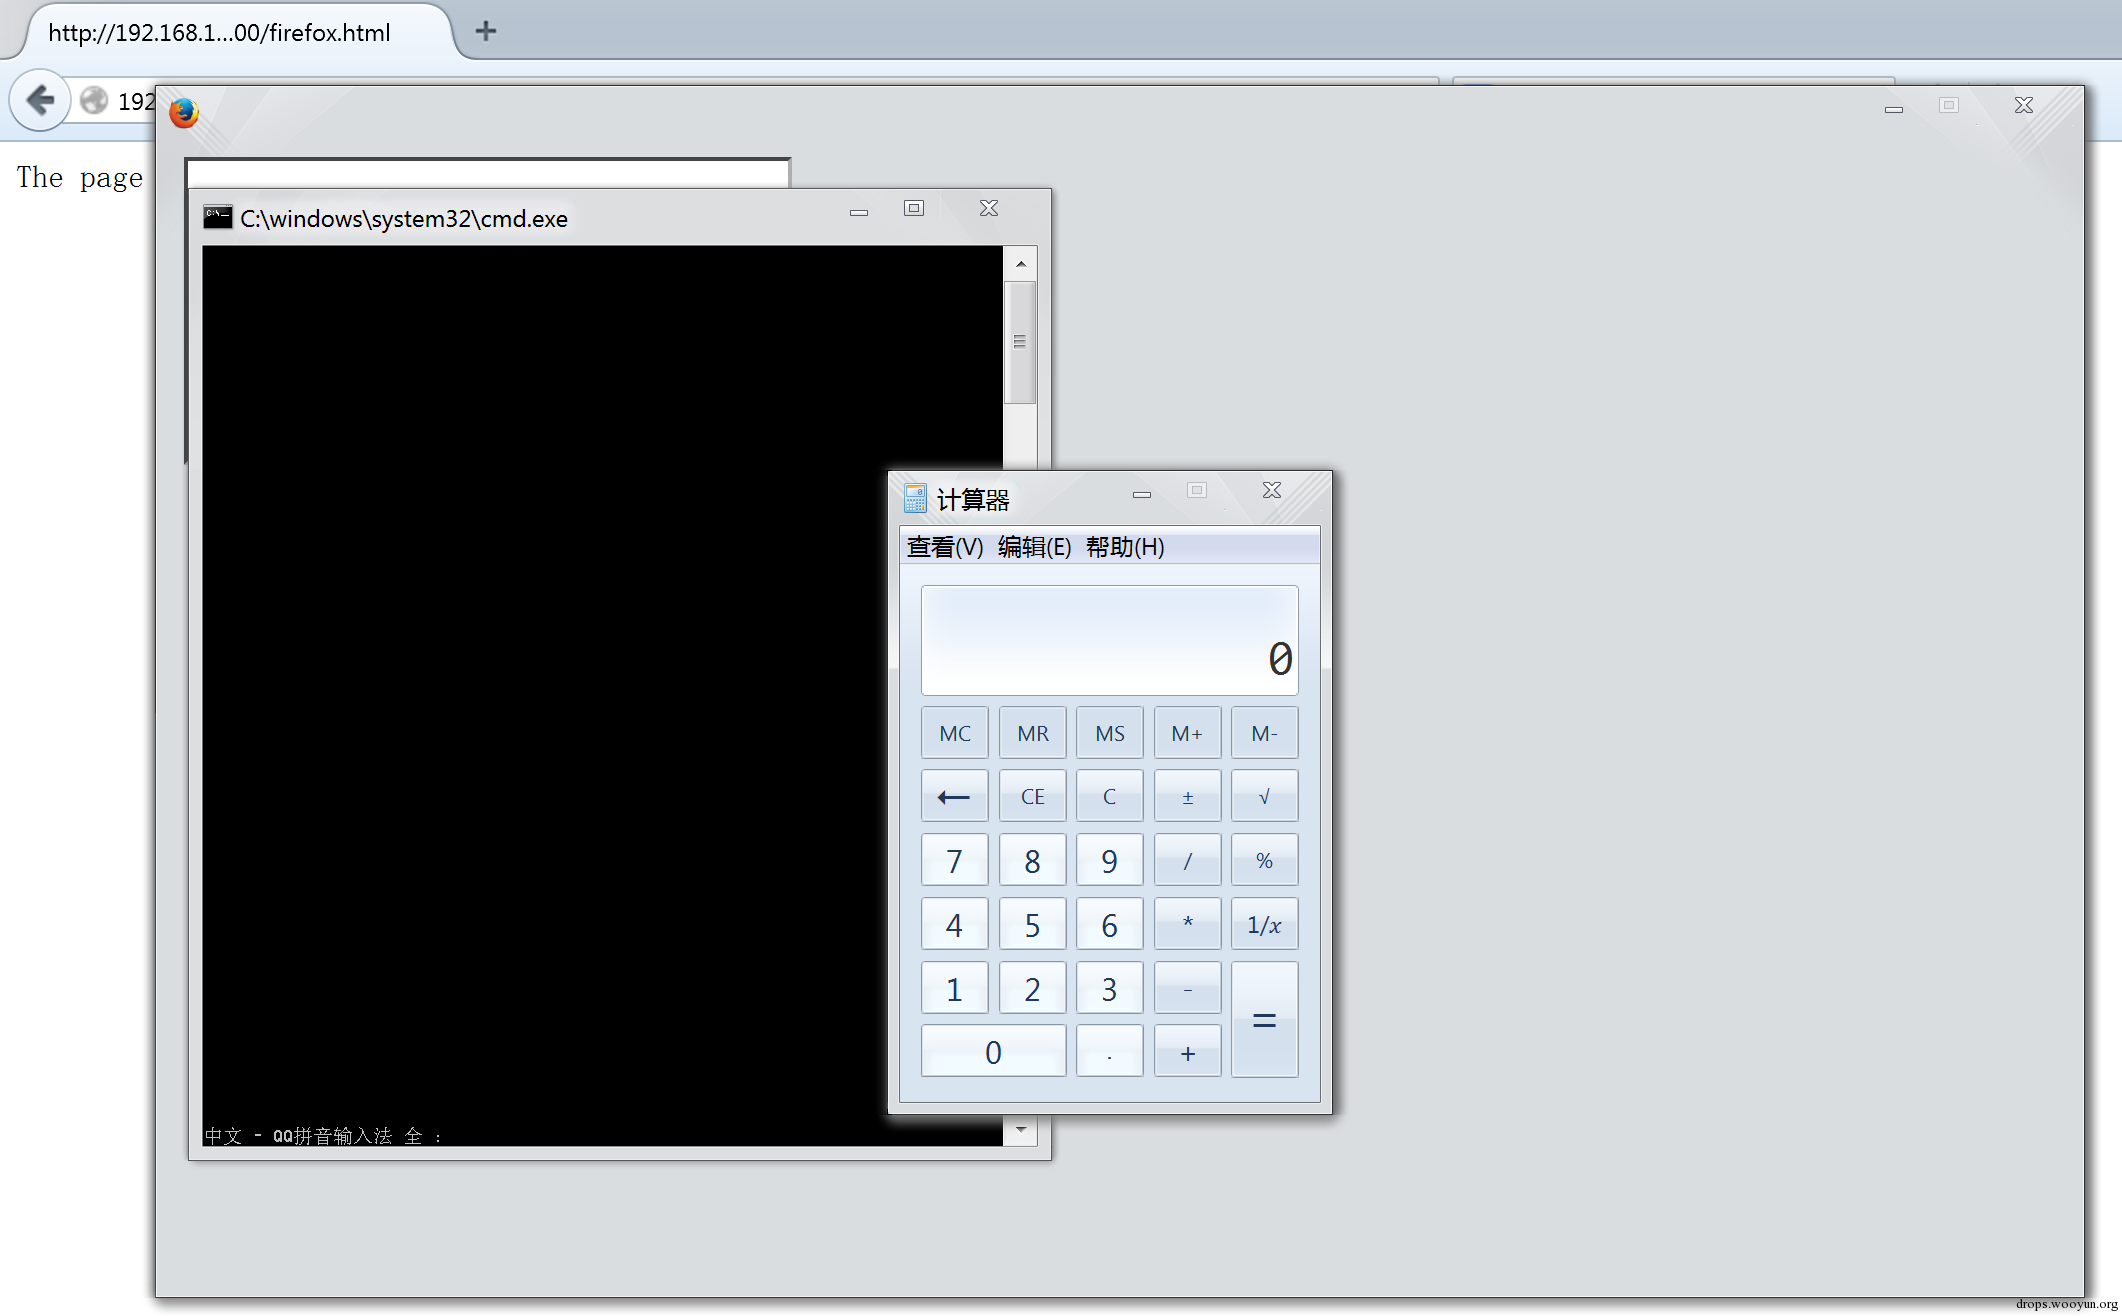 http://192.168.1...00/firefox.html
192
The page
C:\windows\system32\cmd.exe
计算器
查看(V) 编辑(E) 帮助(H)
0
MC MR MS M+ M-
← CE C ± √
7 8 9 / %
4 5 6 * 1/x
1 2 3 - =
0 . +
中文 - QQ拼音输入法 全 :
drops.wooyun.org